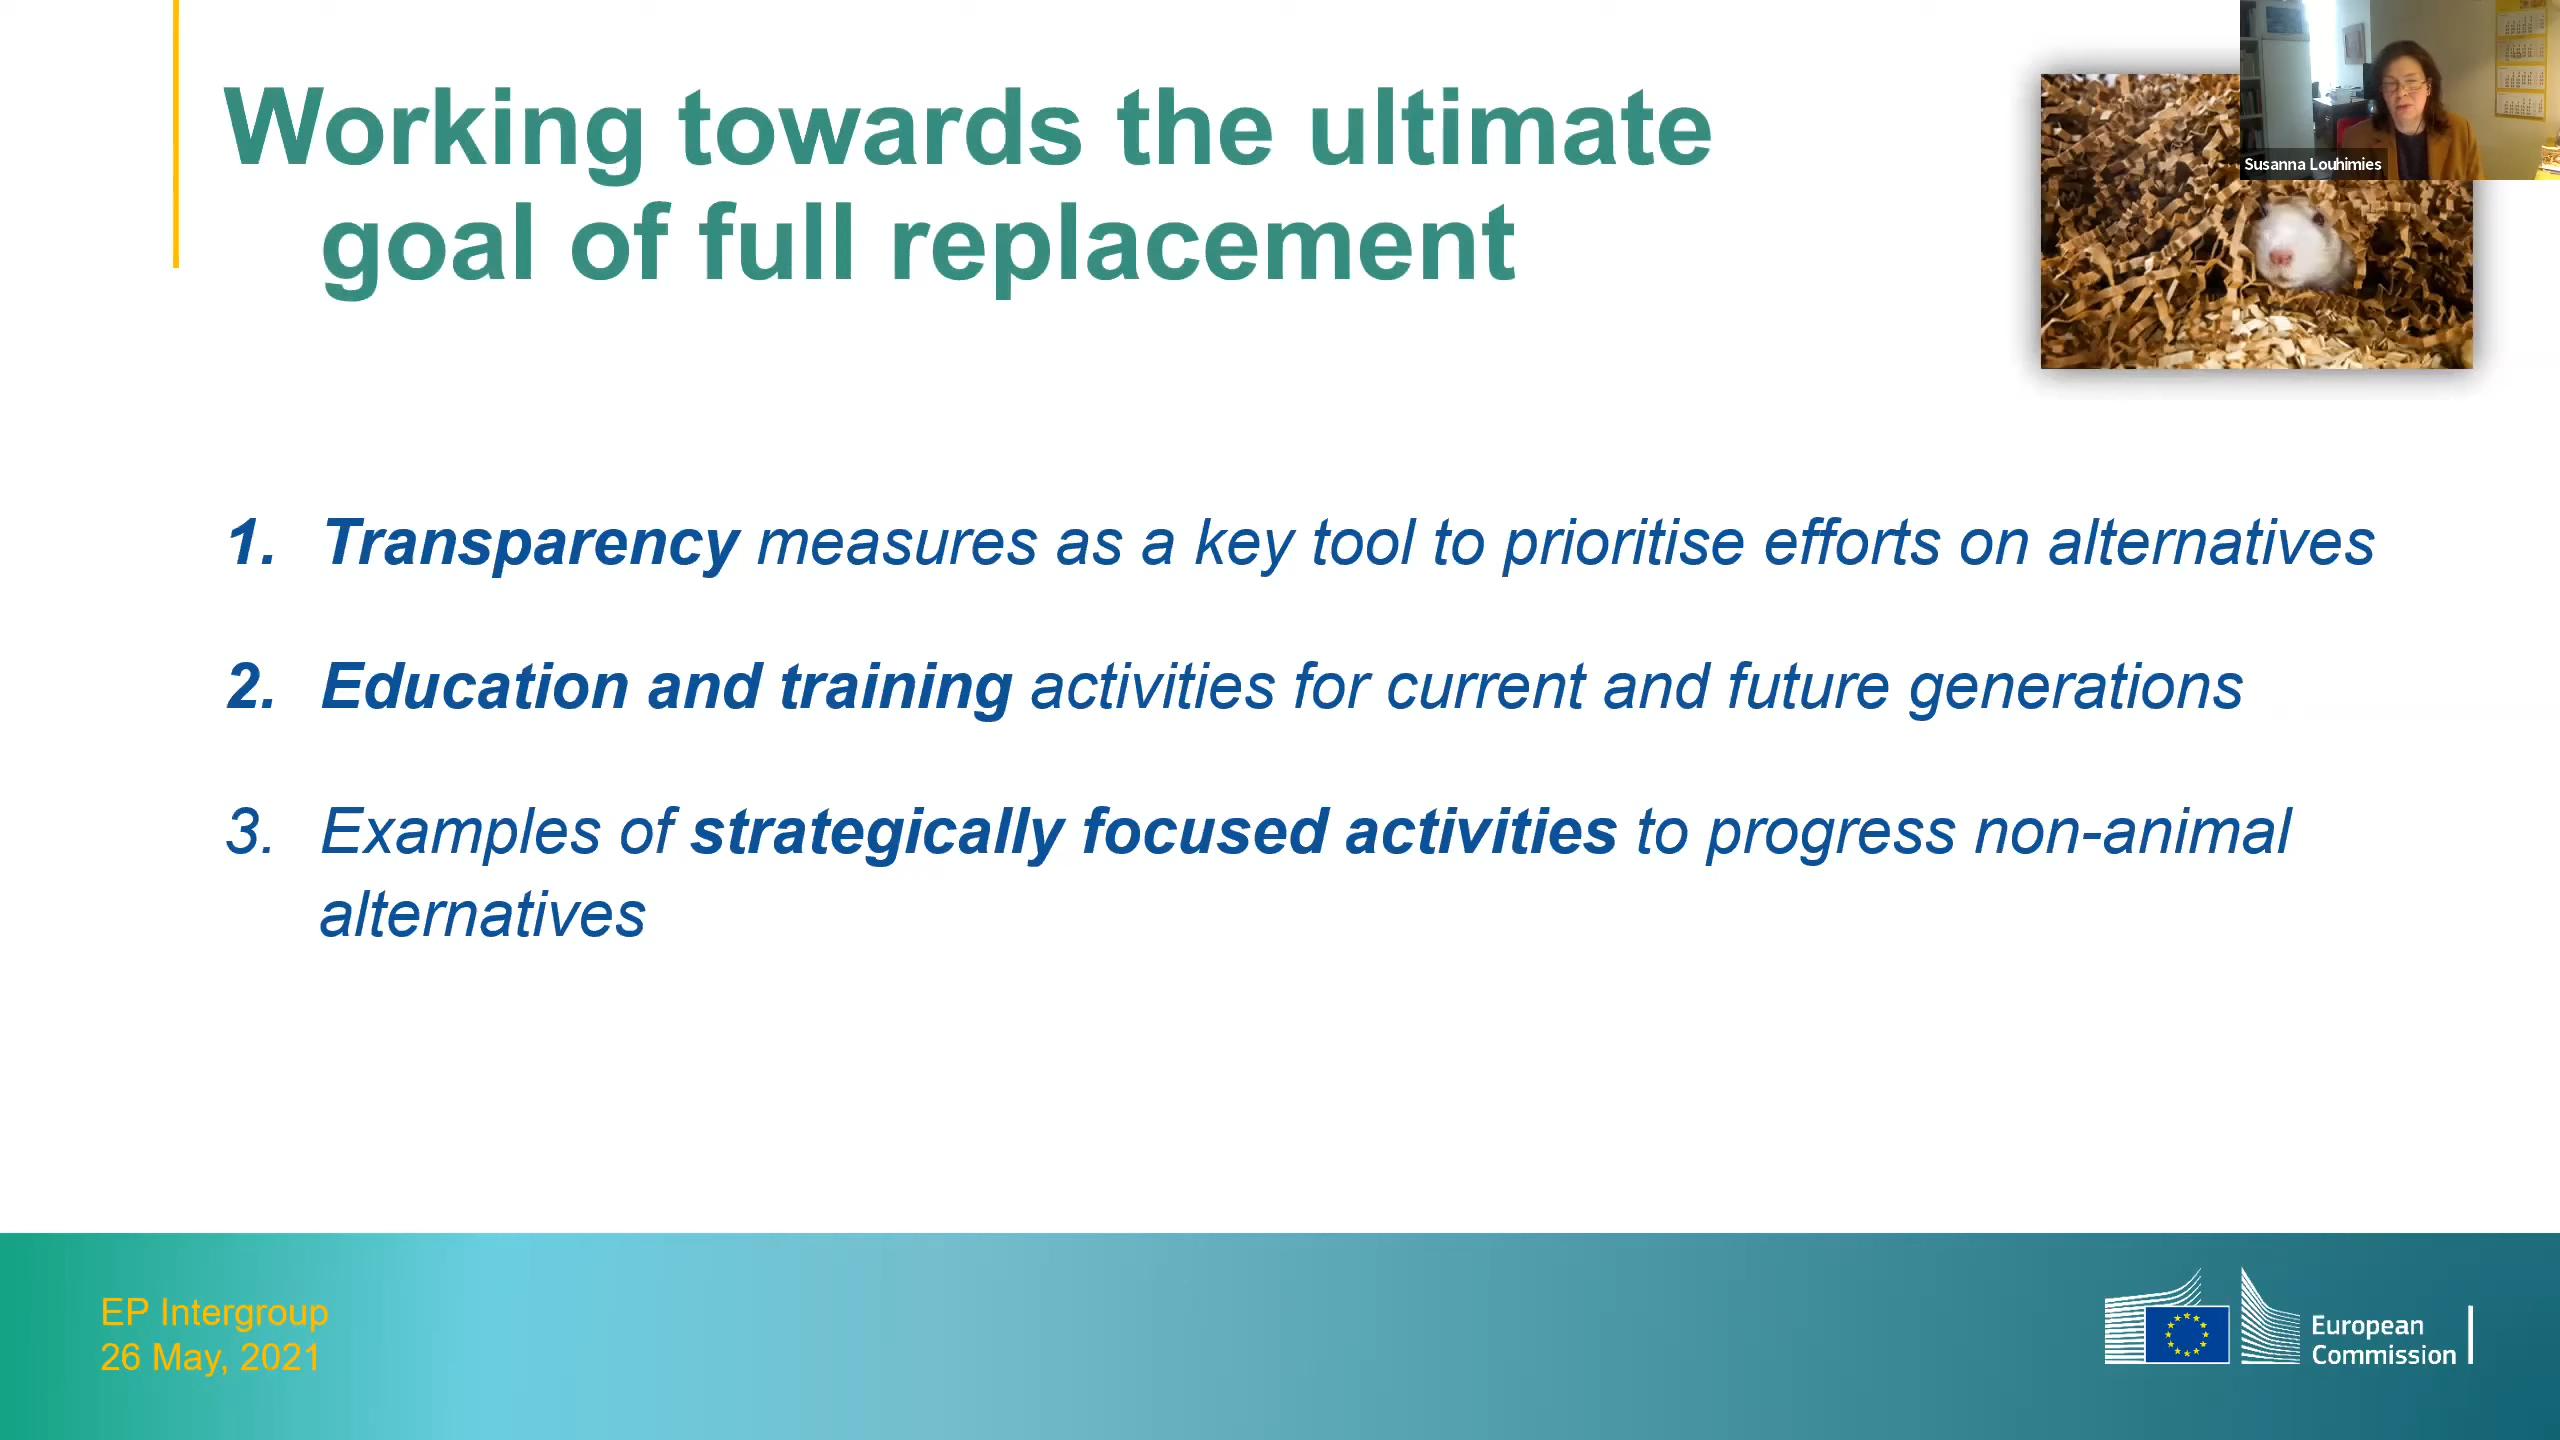 Working towards the ultimate
goal of full replacement
Susanna Louhimies
1. Transparency measures as a key tool to prioritise efforts on alternatives
2. Education and training activities for current and future generations
3. Examples of strategically focused activities to progress non-animal
alternatives
EP Intergroup
26 May, 2021
European
Commission